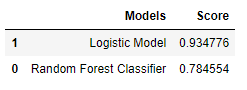 Models Score
1 Logistic Model 0.934776
0 Random Forest Classifier 0.784554